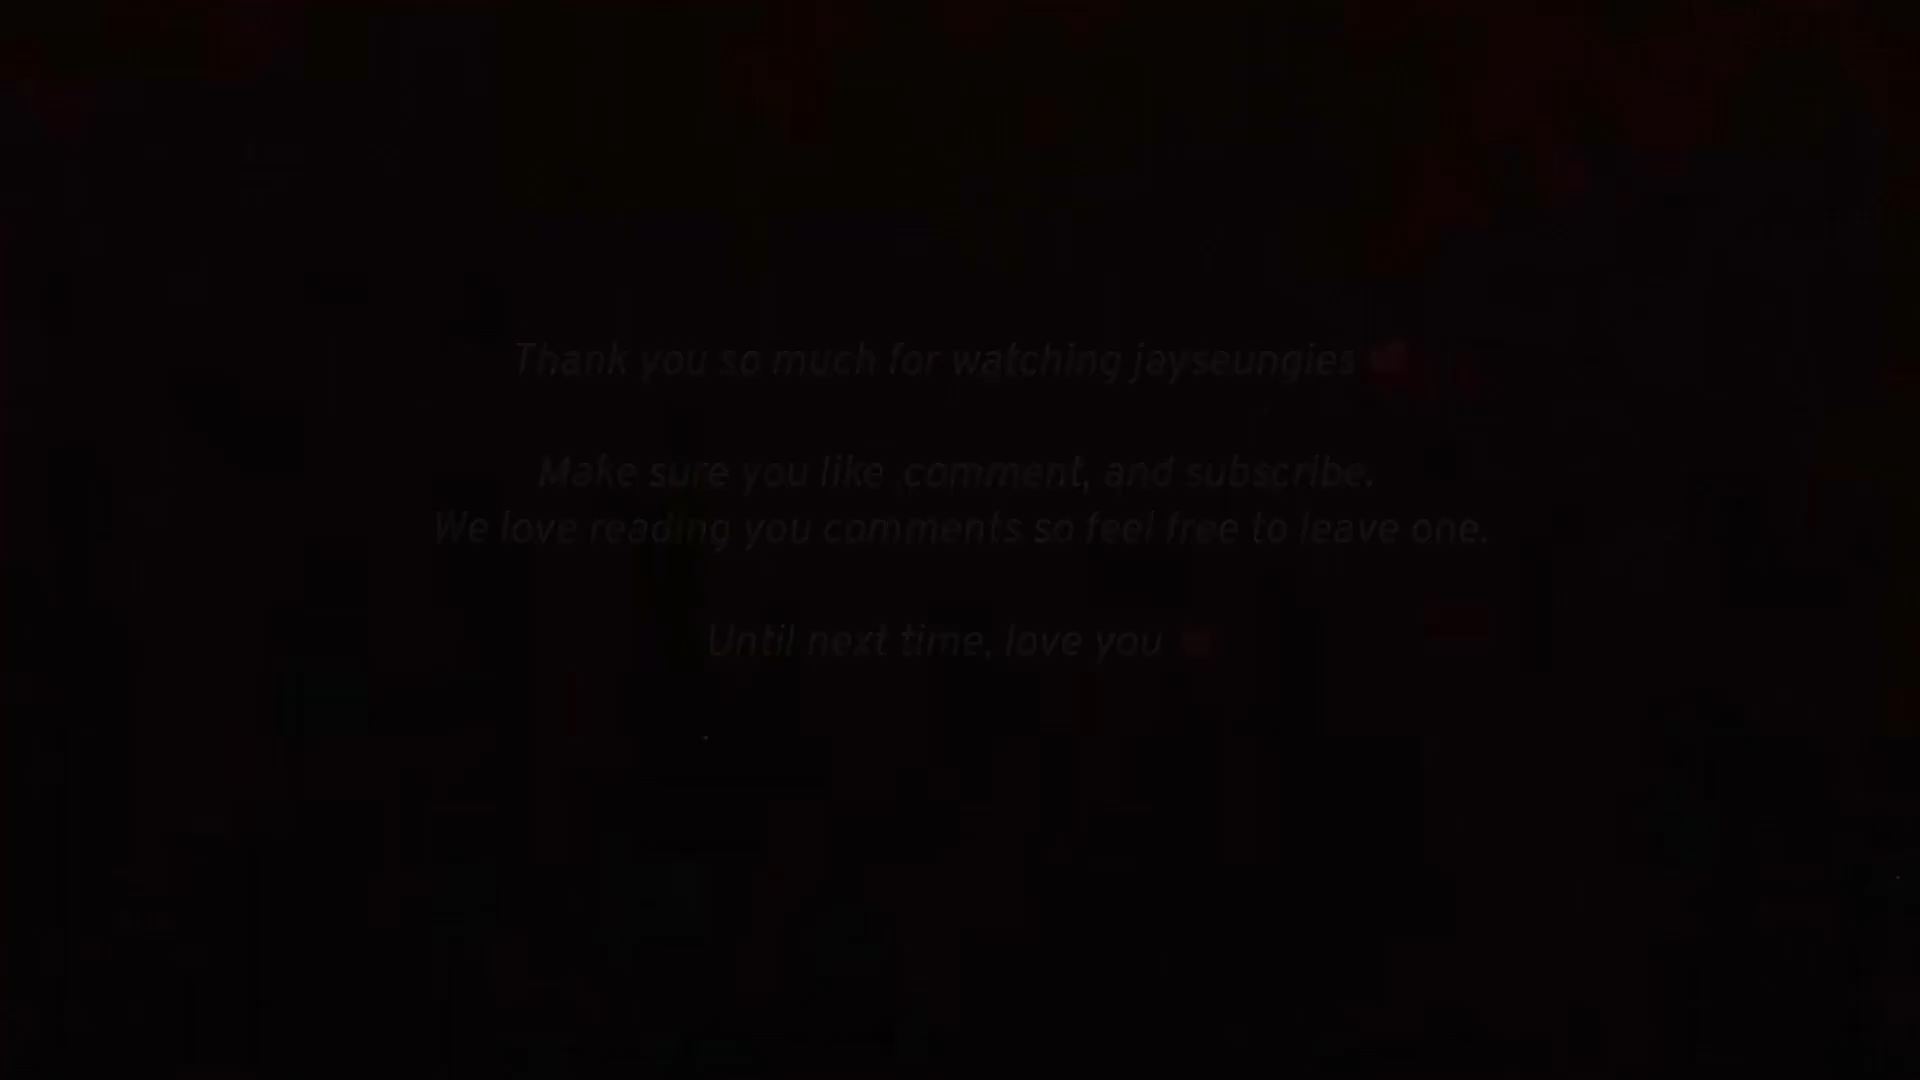 Thank you so much for watching jayseungies ❤
Make sure you like ,comment, and subscribe.
We love reading you comments so feel free to leave one.
Until next time, love you ❤